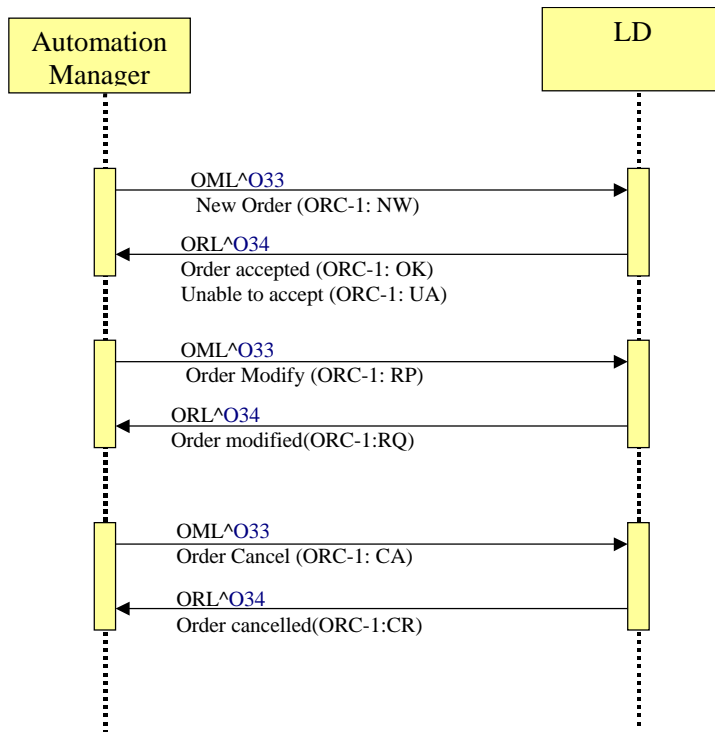 Automation
Manager
LD
OML^O33
New Order (ORC-1: NW)
ORL^O34
Order accepted (ORC-1: OK)
Unable to accept (ORC-1: UA)
OML^O33
Order Modify (ORC-1: RP)
ORL^O34
Order modified(ORC-1:RQ)
OML^O33
Order Cancel (ORC-1: CA)
ORL^O34
Order cancelled(ORC-1:CR)